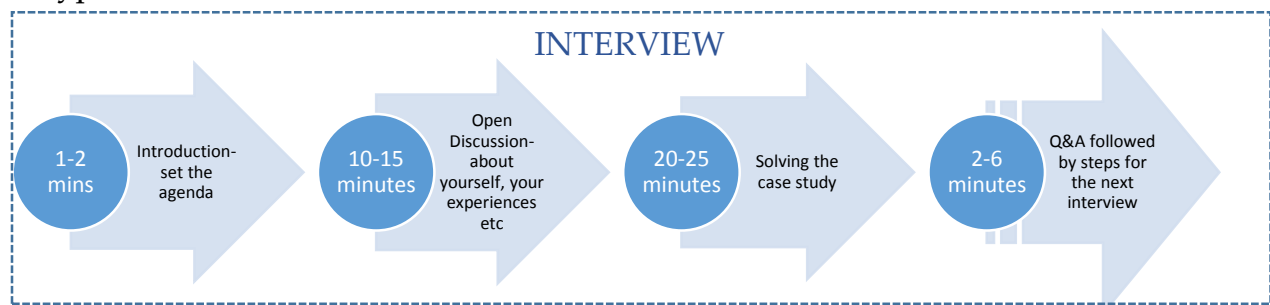 INTERVIEW
1-2
mins
Introduction-
set the
agenda
10-15
minutes
Open
Discussion-
about
yourself, your
experiences
etc
20-25
minutes
Solving the
case study
2-6
minutes
Q&A followed
by steps for
the next
interview